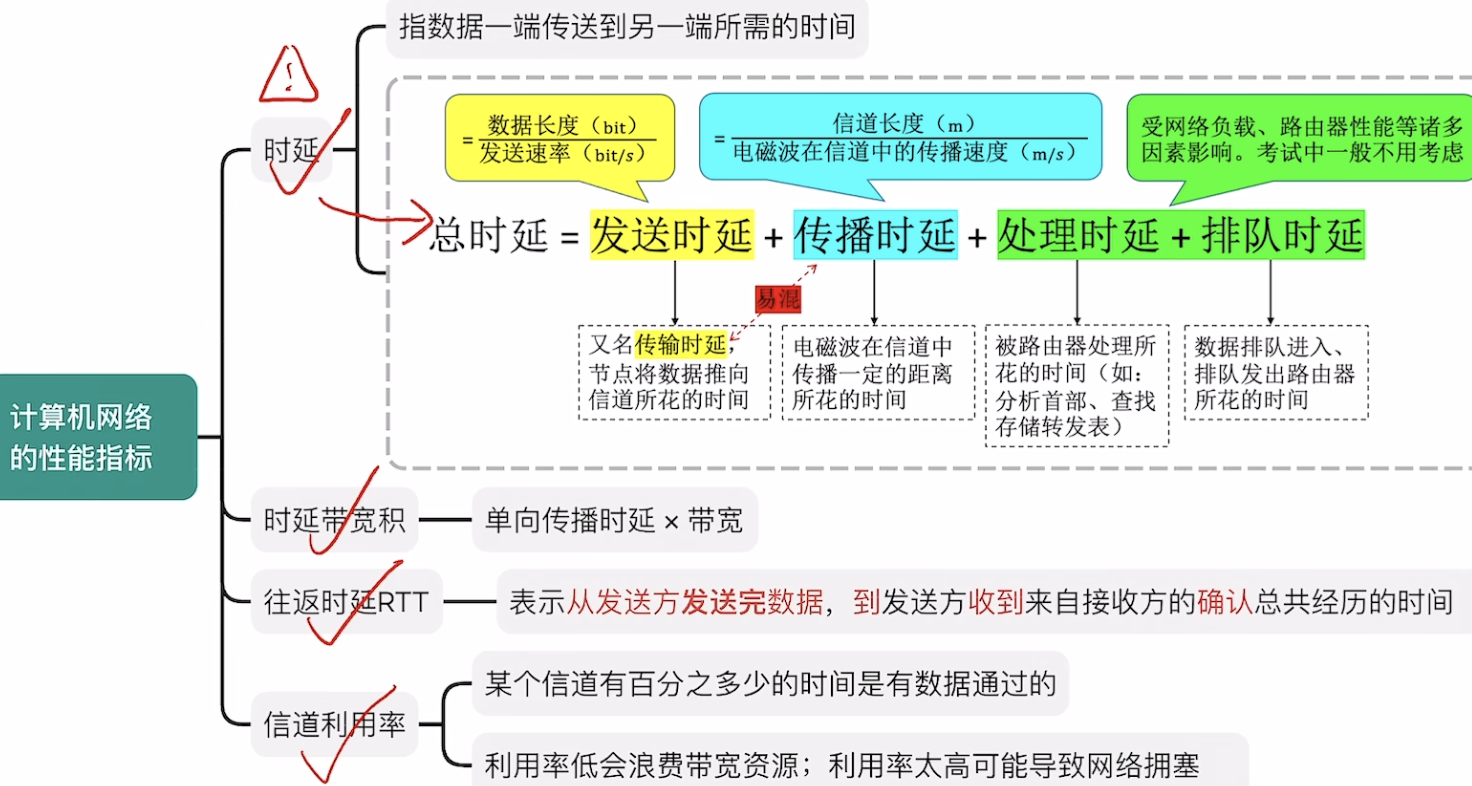 指数据一端传送到另一端所需的时间
!
时延
= 数据长度（bit）
发送速率（bit/s）
= 信道长度（m）
电磁波在信道中的传播速度（m/s）
受网络负载、路由器性能等诸多
因素影响。考试中一般不用考虑
总时延 = 发送时延 + 传播时延 + 处理时延 + 排队时延
易混
又名传输时延，
节点将数据推向
信道所花的时间
电磁波在信道中
传播一定的距离
所花的时间
被路由器处理所
花的时间（如：
分析首部、查找
存储转发表）
数据排队进入、
排队发出路由器
所花的时间
计算机网络
的性能指标
时延带宽积
单向传播时延 × 带宽
往返时延RTT
表示从发送方发送完数据，到发送方收到来自接收方的确认总共经历的时间
信道利用率
某个信道有百分之多少的时间是有数据通过的
利用率低会浪费带宽资源；利用率太高可能导致网络拥塞